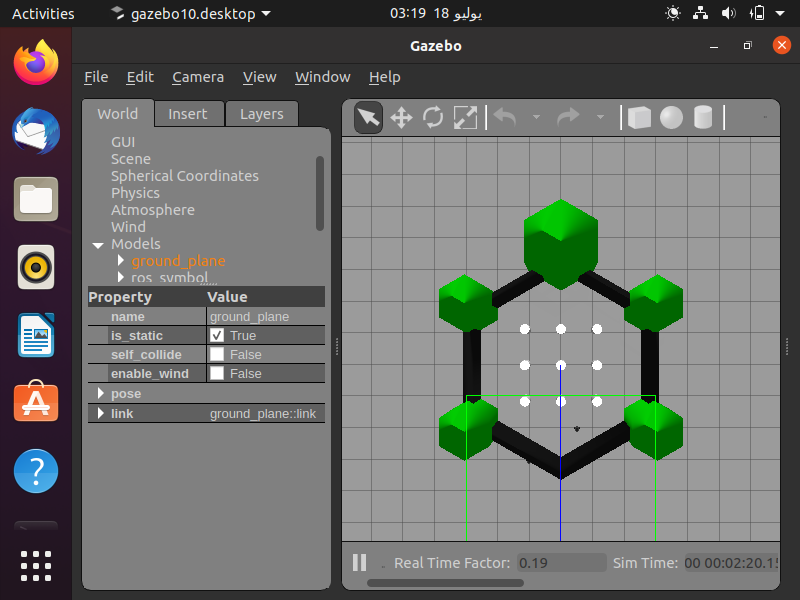 Activities gazebo10.desktop 03:19 18 يوليو
Gazebo
File Edit Camera View Window Help
World Insert Layers
GUI
Scene
Spherical Coordinates
Physics
Atmosphere
Wind
Models
ground_plane
ros_symbol
Property Value
name ground_plane
is_static True
self_collide False
enable_wind False
pose
link ground_plane::link
Real Time Factor: 0.19 Sim Time: 00 00:02:20.15